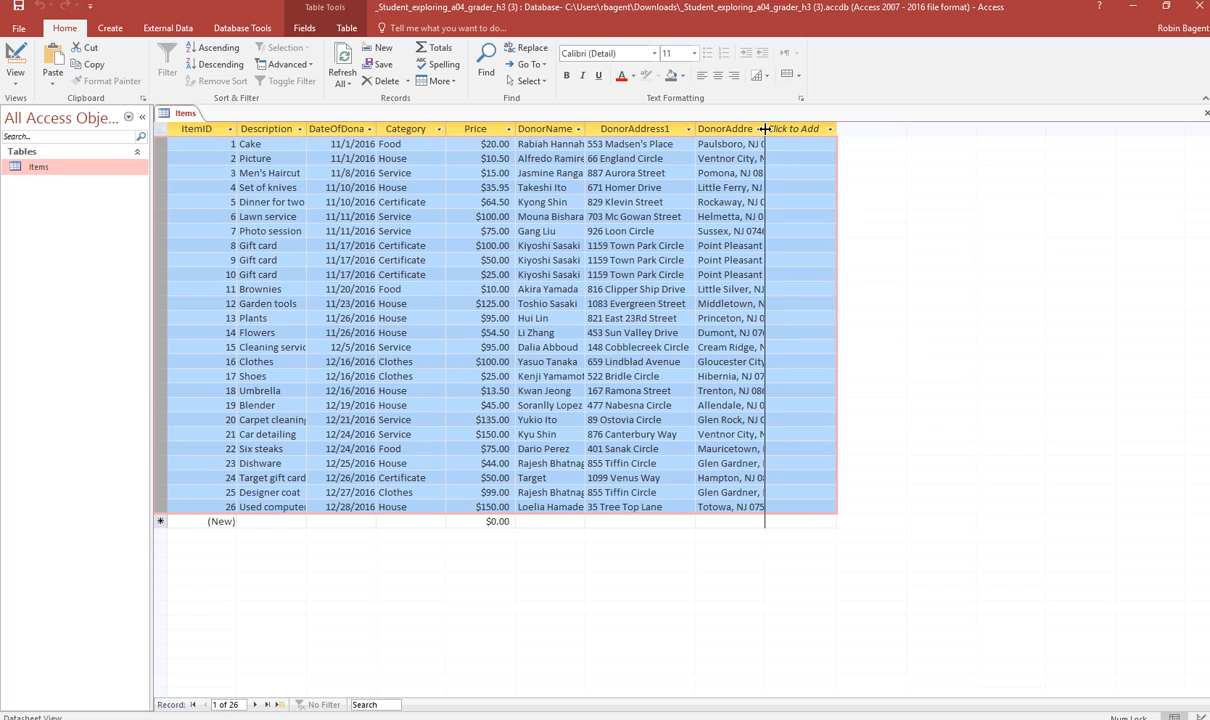 Table Tools
_Student_exploring_a04_grader_h3 (3) : Database- C:\Users\rbagent\Downloads\_Student_exploring_a04_grader_h3 (3).accdb (Access 2007 - 2016 file format) - Access
?
File Home Create External Data Database Tools Fields Table Tell me what you want to do... Robin Bagent
View
Views
Paste
Cut
Copy
Format Painter
Clipboard
Filter
Ascending
Descending
Remove Sort
Selection
Advanced
Toggle Filter
Sort & Filter
Refresh
All
New
Save
Delete
Totals
Spelling
More
Records
Find
Replace
Go To
Select
Find
Calibri (Detail) 11
B I U A
Text Formatting
All Access Obje...
Search...
Tables
Items
Items
ItemID Description DateOfDona Category Price DonorName DonorAddress1 DonorAddre Click to Add
1 Cake 11/1/2016 Food $20.00 Rabiah Hannah 553 Madsen's Place Paulsboro, NJ 0
2 Picture 11/1/2016 House $10.50 Alfredo Ramire 66 England Circle Ventnor City, N
3 Men's Haircut 11/8/2016 Service $15.00 Jasmine Ranga 887 Aurora Street Pomona, NJ 08
4 Set of knives 11/10/2016 House $35.95 Takeshi Ito 671 Homer Drive Little Ferry, NJ
5 Dinner for two 11/10/2016 Certificate $64.50 Kyong Shin 829 Klevin Street Rockaway, NJ 0
6 Lawn service 11/11/2016 Service $100.00 Mouna Bishara 703 Mc Gowan Street Helmetta, NJ 0
7 Photo session 11/11/2016 Service $75.00 Gang Liu 926 Loon Circle Sussex, NJ 0746
8 Gift card 11/17/2016 Certificate $100.00 Kiyoshi Sasaki 1159 Town Park Circle Point Pleasant
9 Gift card 11/17/2016 Certificate $50.00 Kiyoshi Sasaki 1159 Town Park Circle Point Pleasant
10 Gift card 11/17/2016 Certificate $25.00 Kiyoshi Sasaki 1159 Town Park Circle Point Pleasant
11 Brownies 11/20/2016 Food $10.00 Akira Yamada 816 Clipper Ship Drive Little Silver, NJ
12 Garden tools 11/23/2016 House $125.00 Toshio Sasaki 1083 Evergreen Street Middletown, N
13 Plants 11/26/2016 House $95.00 Hui Lin 821 East 23Rd Street Princeton, NJ 0
14 Flowers 11/26/2016 House $54.50 Li Zhang 453 Sun Valley Drive Dumont, NJ 07
15 Cleaning servic 12/5/2016 Service $95.00 Dalia Abboud 148 Cobblecreek Circle Cream Ridge, N
16 Clothes 12/16/2016 Clothes $100.00 Yasuo Tanaka 659 Lindblad Avenue Gloucester City
17 Shoes 12/16/2016 Clothes $25.00 Kenji Yamamot 522 Bridle Circle Hibernia, NJ 07
18 Umbrella 12/16/2016 House $13.50 Kwan Jeong 167 Ramona Street Trenton, NJ 086
19 Blender 12/19/2016 House $45.00 Soranlly Lopez 477 Nabesna Circle Allendale, NJ 0
20 Carpet cleaning 12/21/2016 Service $135.00 Yukio Ito 89 Ostovia Circle Glen Rock, NJ 0
21 Car detailing 12/24/2016 Service $150.00 Kyu Shin 876 Canterbury Way Ventnor City, N
22 Six steaks 12/24/2016 Food $75.00 Dario Perez 401 Sanak Circle Mauricetown,
23 Dishware 12/25/2016 House $44.00 Rajesh Bhatnag 855 Tiffin Circle Glen Gardner,
24 Target gift card 12/26/2016 Certificate $50.00 Target 1099 Venus Way Hampton, NJ 08
25 Designer coat 12/27/2016 Clothes $99.00 Rajesh Bhatnag 855 Tiffin Circle Glen Gardner,
26 Used computer 12/28/2016 House $150.00 Loelia Hamade 35 Tree Top Lane Totowa, NJ 075
(New) $0.00
Record: 1 of 26 No Filter Search
Datasheet View Num Lock